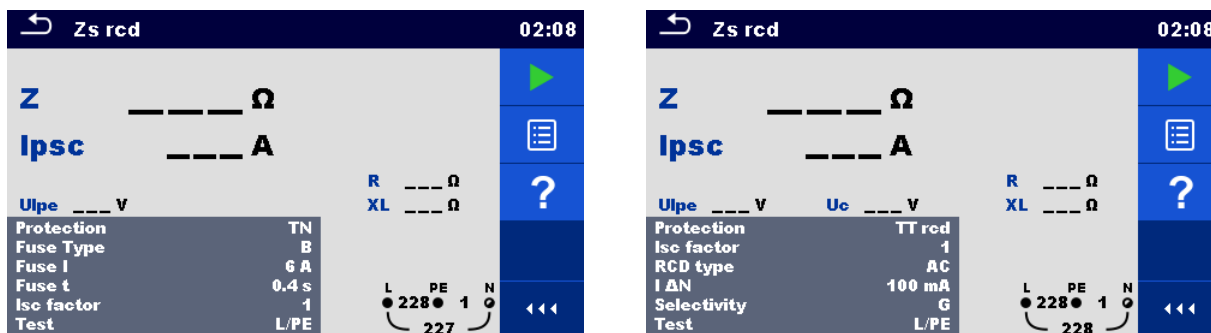 Zs rcd 02:08
Z ___ Ω
Ipsc ___ A
R ___ Ω
Ulpe ___ V XL ___ Ω
?
Protection TN
Fuse Type B
Fuse I 6 A
Fuse t 0.4 s
Isc factor 1
Test L/PE
L PE N
228 1
227
Zs rcd 02:08
Z ___ Ω
Ipsc ___ A
R ___ Ω
Ulpe ___ V Uc ___ V XL ___ Ω
?
Protection TT rcd
Isc factor 1
RCD type AC
I ΔN 100 mA
Selectivity G
Test L/PE
L PE N
228 1
228